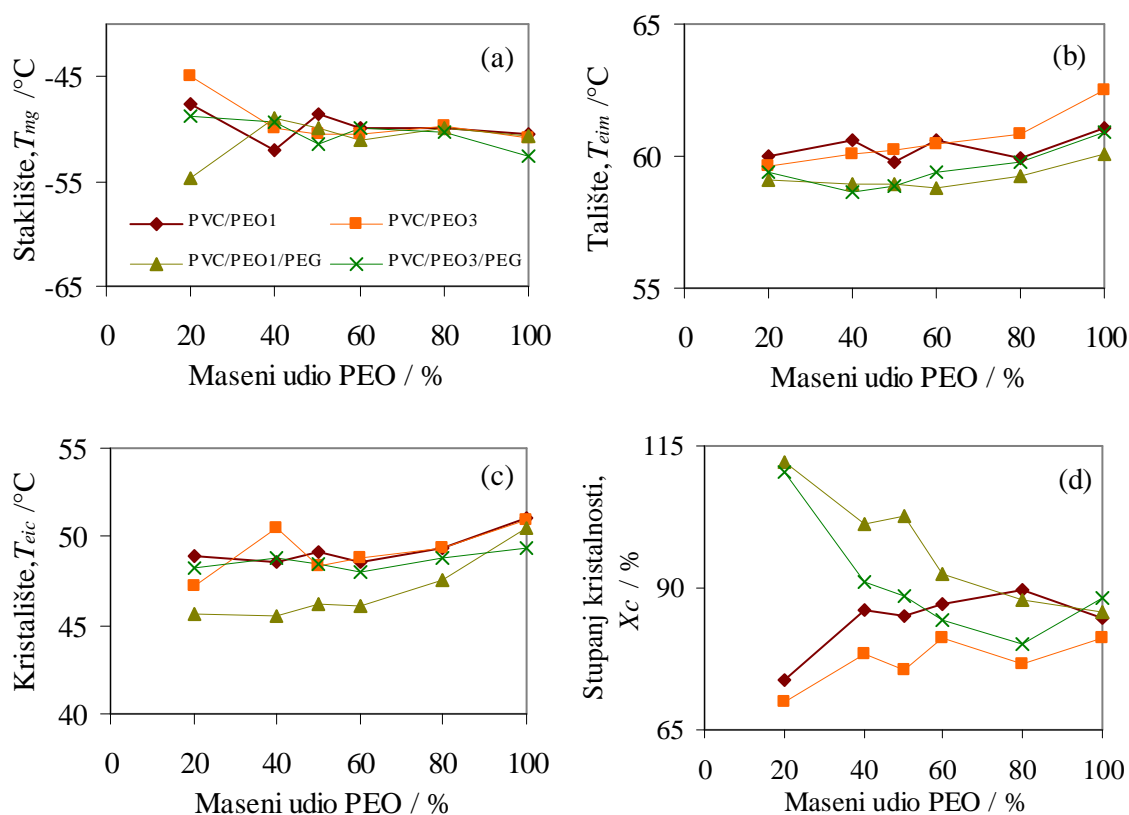 (a)
Staklište,Tmg /°C
-45
-55
-65
PVC/PEO1
PVC/PEO3
PVC/PEO1/PEG
PVC/PEO3/PEG
0 20 40 60 80 100
Maseni udio PEO / %
(b)
Talište, Teim /°C
65
60
55
0 20 40 60 80 100
Maseni udio PEO / %
(c)
Kristalište,Teic /°C
55
50
45
40
0 20 40 60 80 100
Maseni udio PEO / %
(d)
Stupanj kristalnosti,
Xc / %
115
90
65
0 20 40 60 80 100
Maseni udio PEO / %